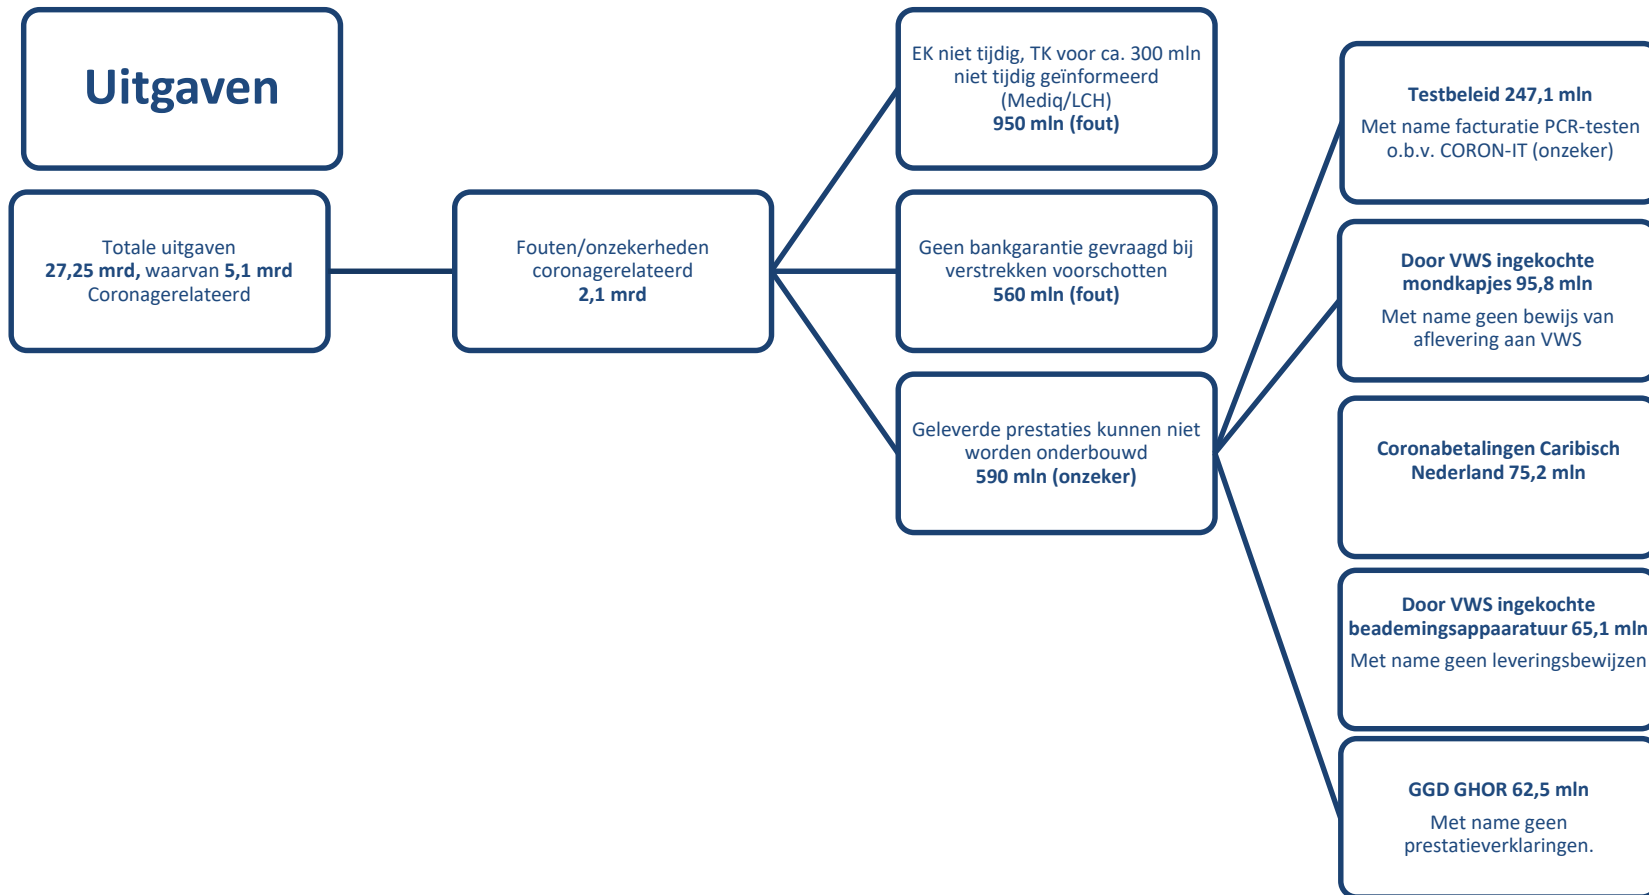 Uitgaven
Totale uitgaven
27,25 mrd, waarvan 5,1 mrd
Coronagerelateerd
Fouten/onzekerheden
coronagerelateerd
2,1 mrd
EK niet tijdig, TK voor ca. 300 mln
niet tijdig geïnformeerd
(Mediq/LCH)
950 mln (fout)
Geen bankgarantie gevraagd bij
verstrekken voorschotten
560 mln (fout)
Geleverde prestaties kunnen niet
worden onderbouwd
590 mln (onzeker)
Testbeleid 247,1 mln
Met name facturatie PCR-testen
o.b.v. CORON-IT (onzeker)
Door VWS ingekochte
mondkapjes 95,8 mln
Met name geen bewijs van
aflevering aan VWS
Coronabetalingen Caribisch
Nederland 75,2 mln
Door VWS ingekochte
beademingsappaaratuur 65,1 mln
Met name geen leveringsbewijzen
GGD GHOR 62,5 mln
Met name geen
prestatieverklaringen.